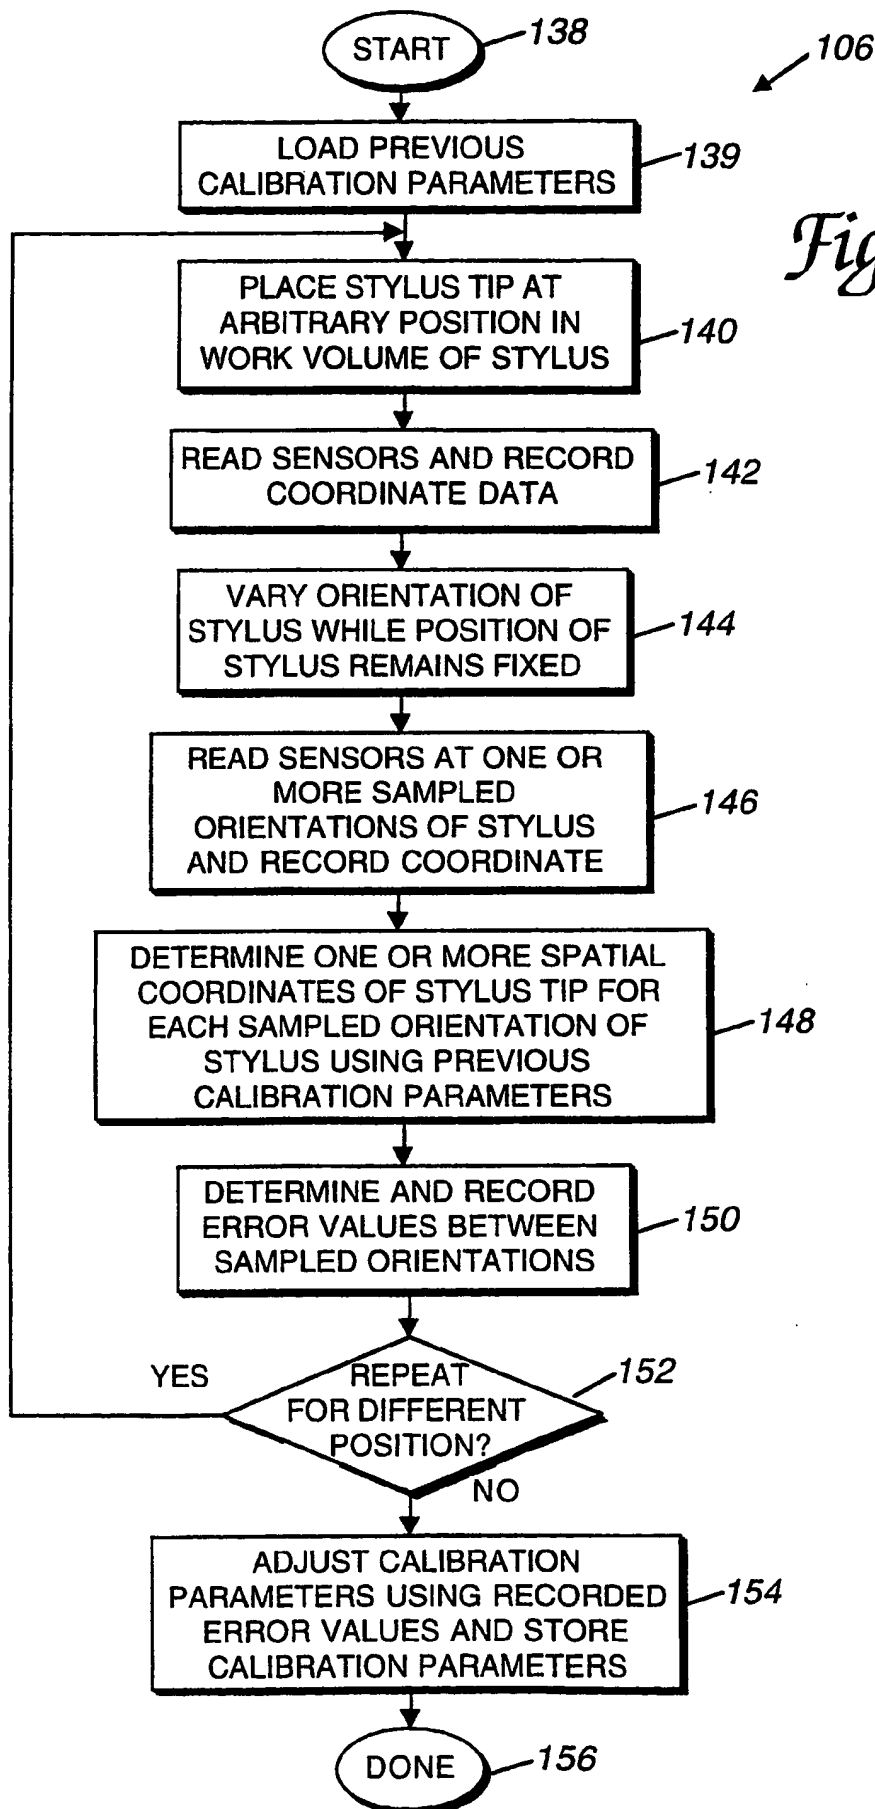 START
138
106
LOAD PREVIOUS
CALIBRATION PARAMETERS
139
Fig
PLACE STYLUS TIP AT
ARBITRARY POSITION IN
WORK VOLUME OF STYLUS
140
READ SENSORS AND RECORD
COORDINATE DATA
142
VARY ORIENTATION OF
STYLUS WHILE POSITION OF
STYLUS REMAINS FIXED
144
READ SENSORS AT ONE OR
MORE SAMPLED
ORIENTATIONS OF STYLUS
AND RECORD COORDINATE
146
DETERMINE ONE OR MORE SPATIAL
COORDINATES OF STYLUS TIP FOR
EACH SAMPLED ORIENTATION OF
STYLUS USING PREVIOUS
CALIBRATION PARAMETERS
148
DETERMINE AND RECORD
ERROR VALUES BETWEEN
SAMPLED ORIENTATIONS
150
YES
REPEAT
FOR DIFFERENT
POSITION?
152
NO
ADJUST CALIBRATION
PARAMETERS USING RECORDED
ERROR VALUES AND STORE
CALIBRATION PARAMETERS
154
DONE
156